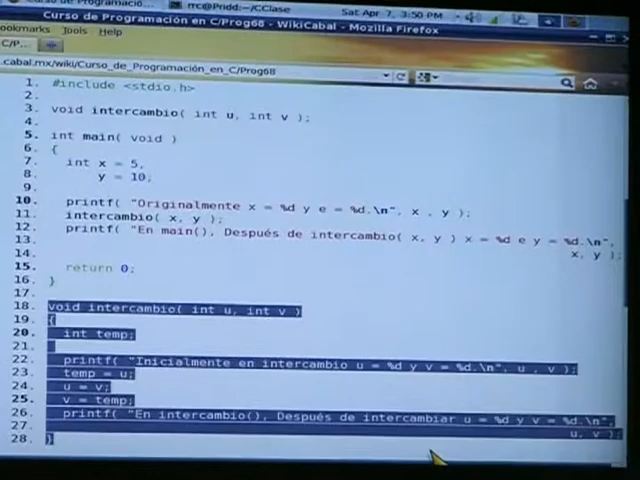 rrc@Pridd:~/CClase
Sat Apr 7, 3:50 PM
Curso de Programación en C/Prog68 - WikiCabal - Mozilla Firefox
Tools Help
C/P...
.cabal.mx/wiki/Curso_de_Programación_en_C/Prog68
1. #include <stdio.h>
2.
3. void intercambio( int u, int v );
4.
5. int main( void )
6. {
7. int x = 5,
8. y = 10;
9.
10. printf( "Originalmente x = %d y e = %d.\n", x , y );
11. intercambio( x, y );
12. printf( "En main(), Después de intercambio( x, y ) x = %d e y = %d.\n",
13.
14. x, y );
15. return 0;
16. }
17.
18. void intercambio( int u, int v )
19. {
20. int temp;
21.
22. printf( "Inicialmente en intercambio u = %d y v = %d.\n", u , v );
23. temp = u;
24. u = v;
25. v = temp;
26. printf( "En intercambio(), Después de intercambiar u = %d y v = %d.\n",
27. u, v );
28. }